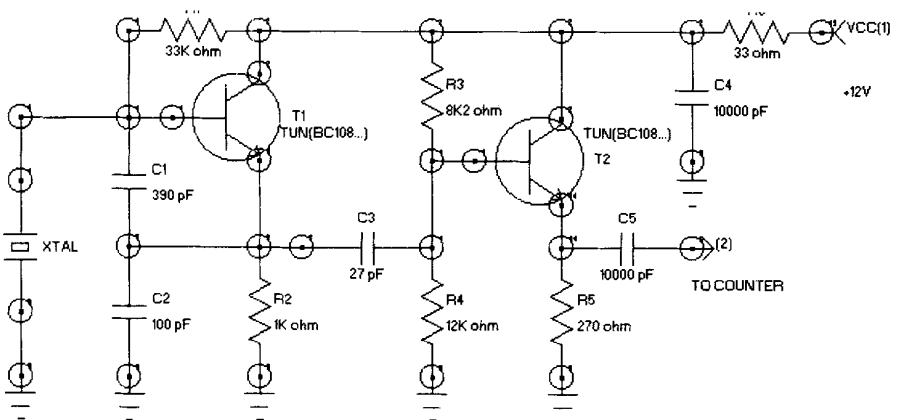 33K ohm
33 ohm
VCC(1)
+12V
R3
8K2 ohm
C4
10000 pF
T1
TUN(BC108...)
TUN(BC108...)
T2
C1
390 pF
XTAL
C3
27 pF
C5
10000 pF
(2)
TO COUNTER
C2
100 pF
R2
1K ohm
R4
12K ohm
R5
270 ohm